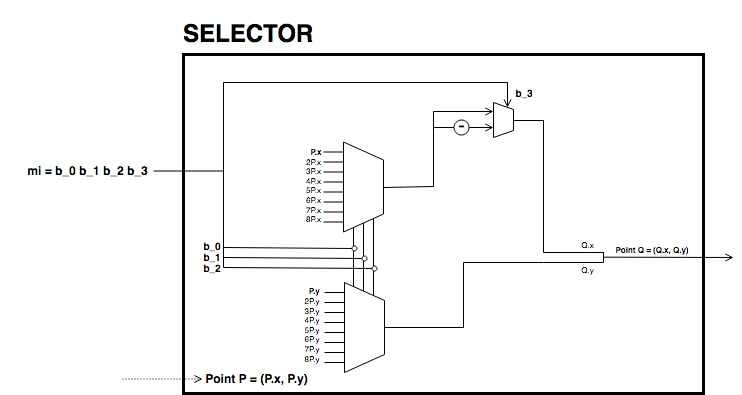 SELECTOR
b_3
mi = b_0 b_1 b_2 b_3
P.x
2P.x
3P.x
4P.x
5P.x
6P.x
7P.x
8P.x
b_0
b_1
b_2
Q.x
Point Q = (Q.x, Q.y)
Q.y
P.y
2P.y
3P.y
4P.y
5P.y
6P.y
7P.y
8P.y
Point P = (P.x, P.y)